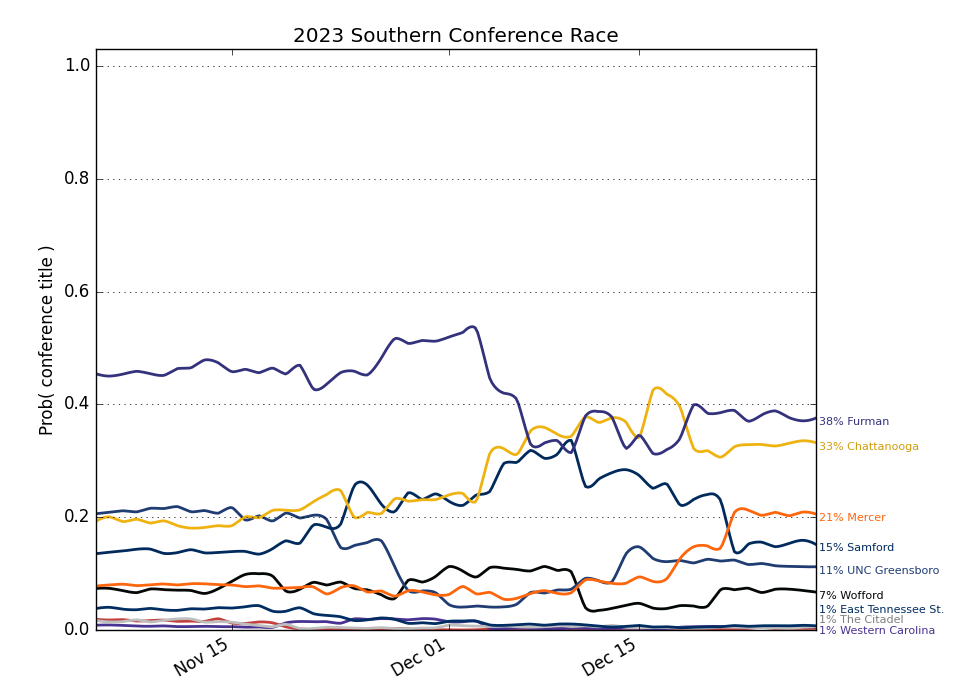 2023 Southern Conference Race
Prob( conference title )
1.0
0.8
0.6
0.4
0.2
0.0
Nov 15
Dec 01
Dec 15
38% Furman
33% Chattanooga
21% Mercer
15% Samford
11% UNC Greensboro
7% Wofford
1% East Tennessee St.
1% The Citadel
1% Western Carolina